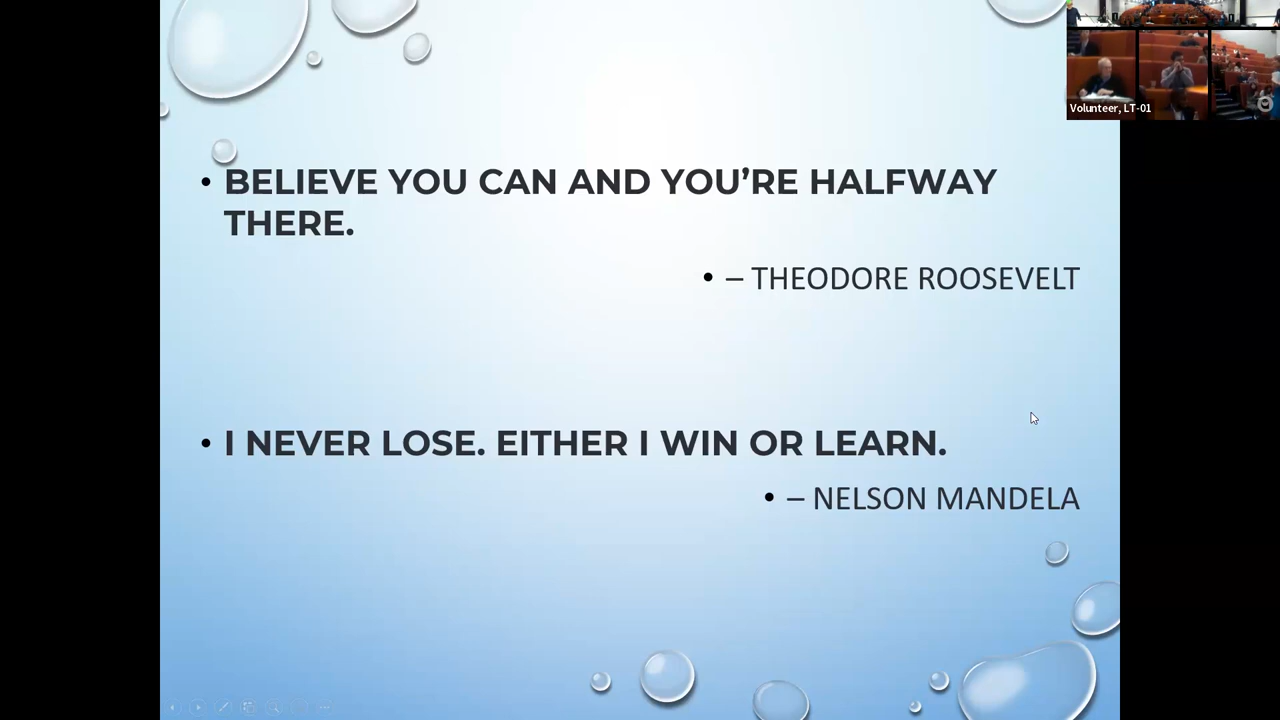 Volunteer, LT-01
• BELIEVE YOU CAN AND YOU’RE HALFWAY
THERE.
• – THEODORE ROOSEVELT
• I NEVER LOSE. EITHER I WIN OR LEARN.
• – NELSON MANDELA